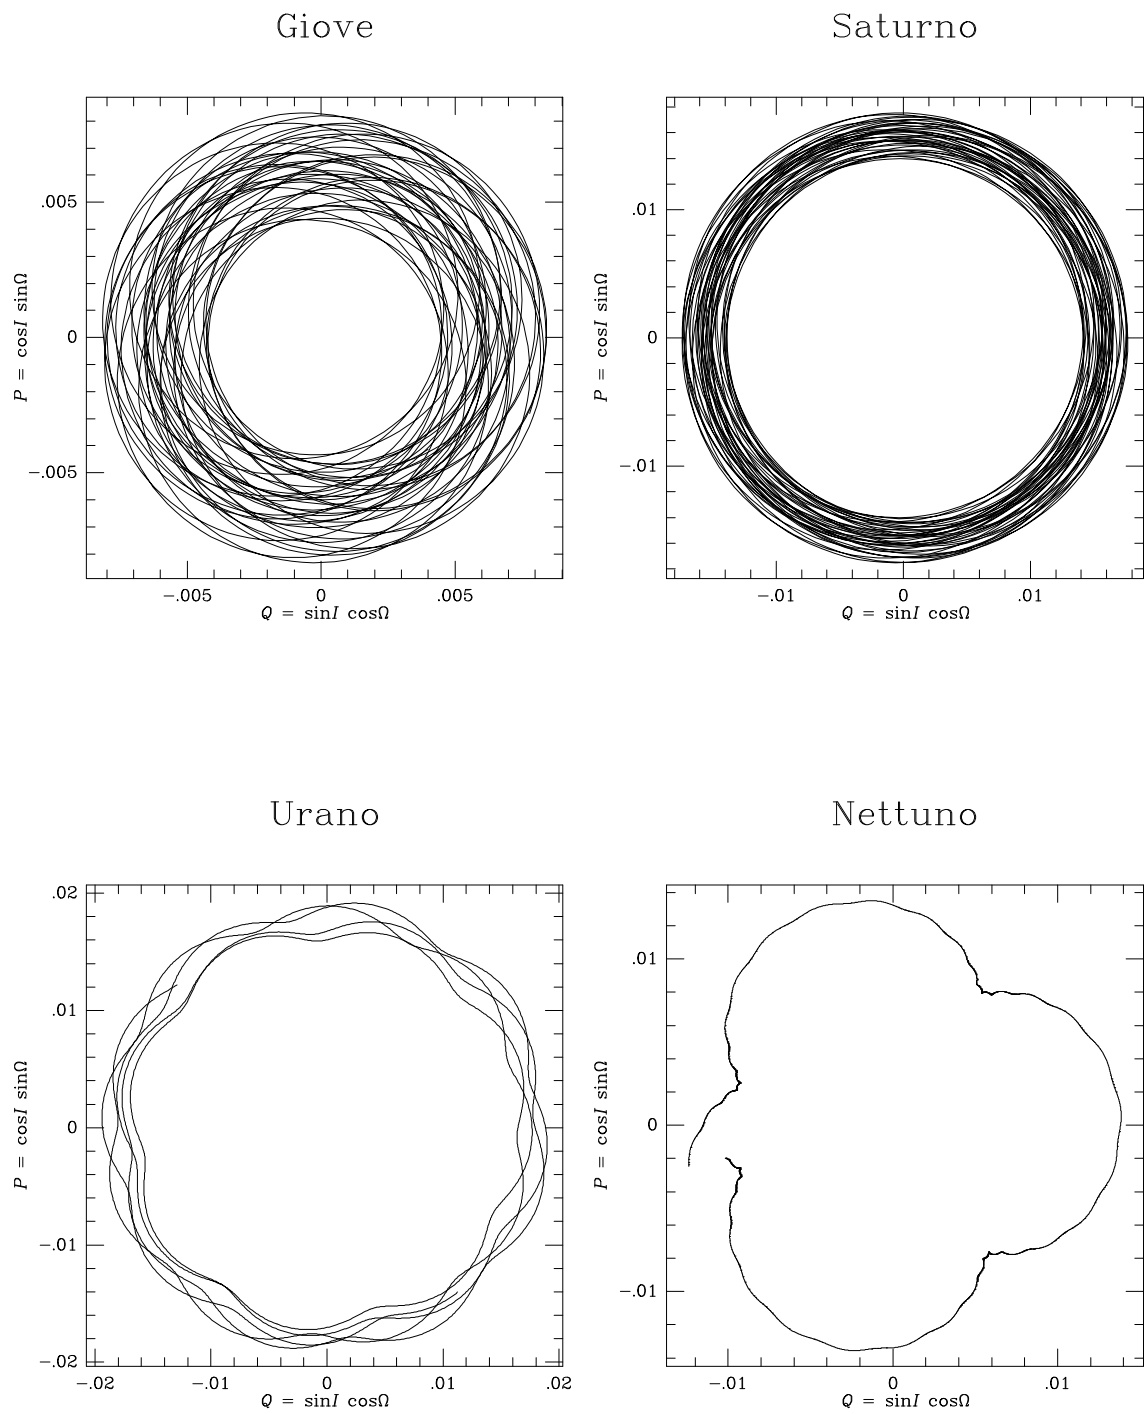 Giove
Saturno
.005
0
−.005
P = cosI sinΩ
−.005 0 .005
Q = sinI cosΩ
.01
0
−.01
P = cosI sinΩ
−.01 0 .01
Q = sinI cosΩ
Urano
Nettuno
.02
.01
0
−.01
−.02
P = cosI sinΩ
−.02 −.01 0 .01 .02
Q = sinI cosΩ
.01
0
−.01
P = cosI sinΩ
−.01 0 .01
Q = sinI cosΩ